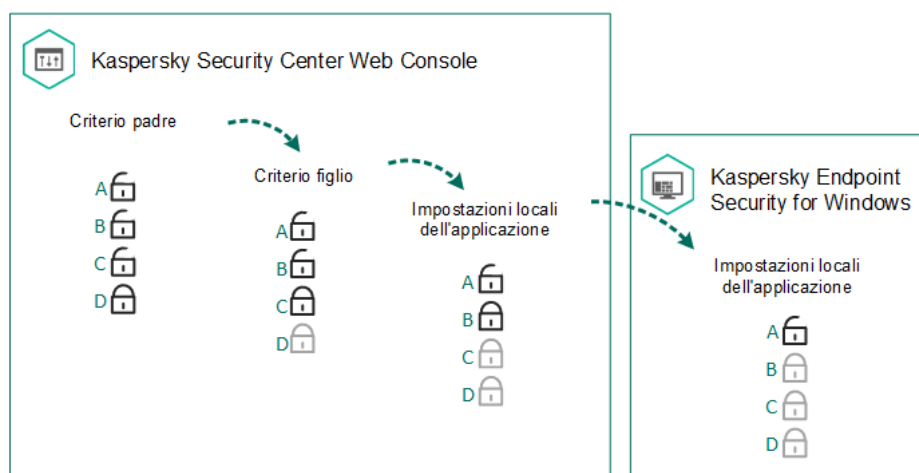 Kaspersky Security Center Web Console
Criterio padre
A
B
C
D
Criterio figlio
A
B
C
D
Impostazioni locali
dell'applicazione
A
B
C
D
Kaspersky Endpoint
Security for Windows
Impostazioni locali
dell'applicazione
A
B
C
D